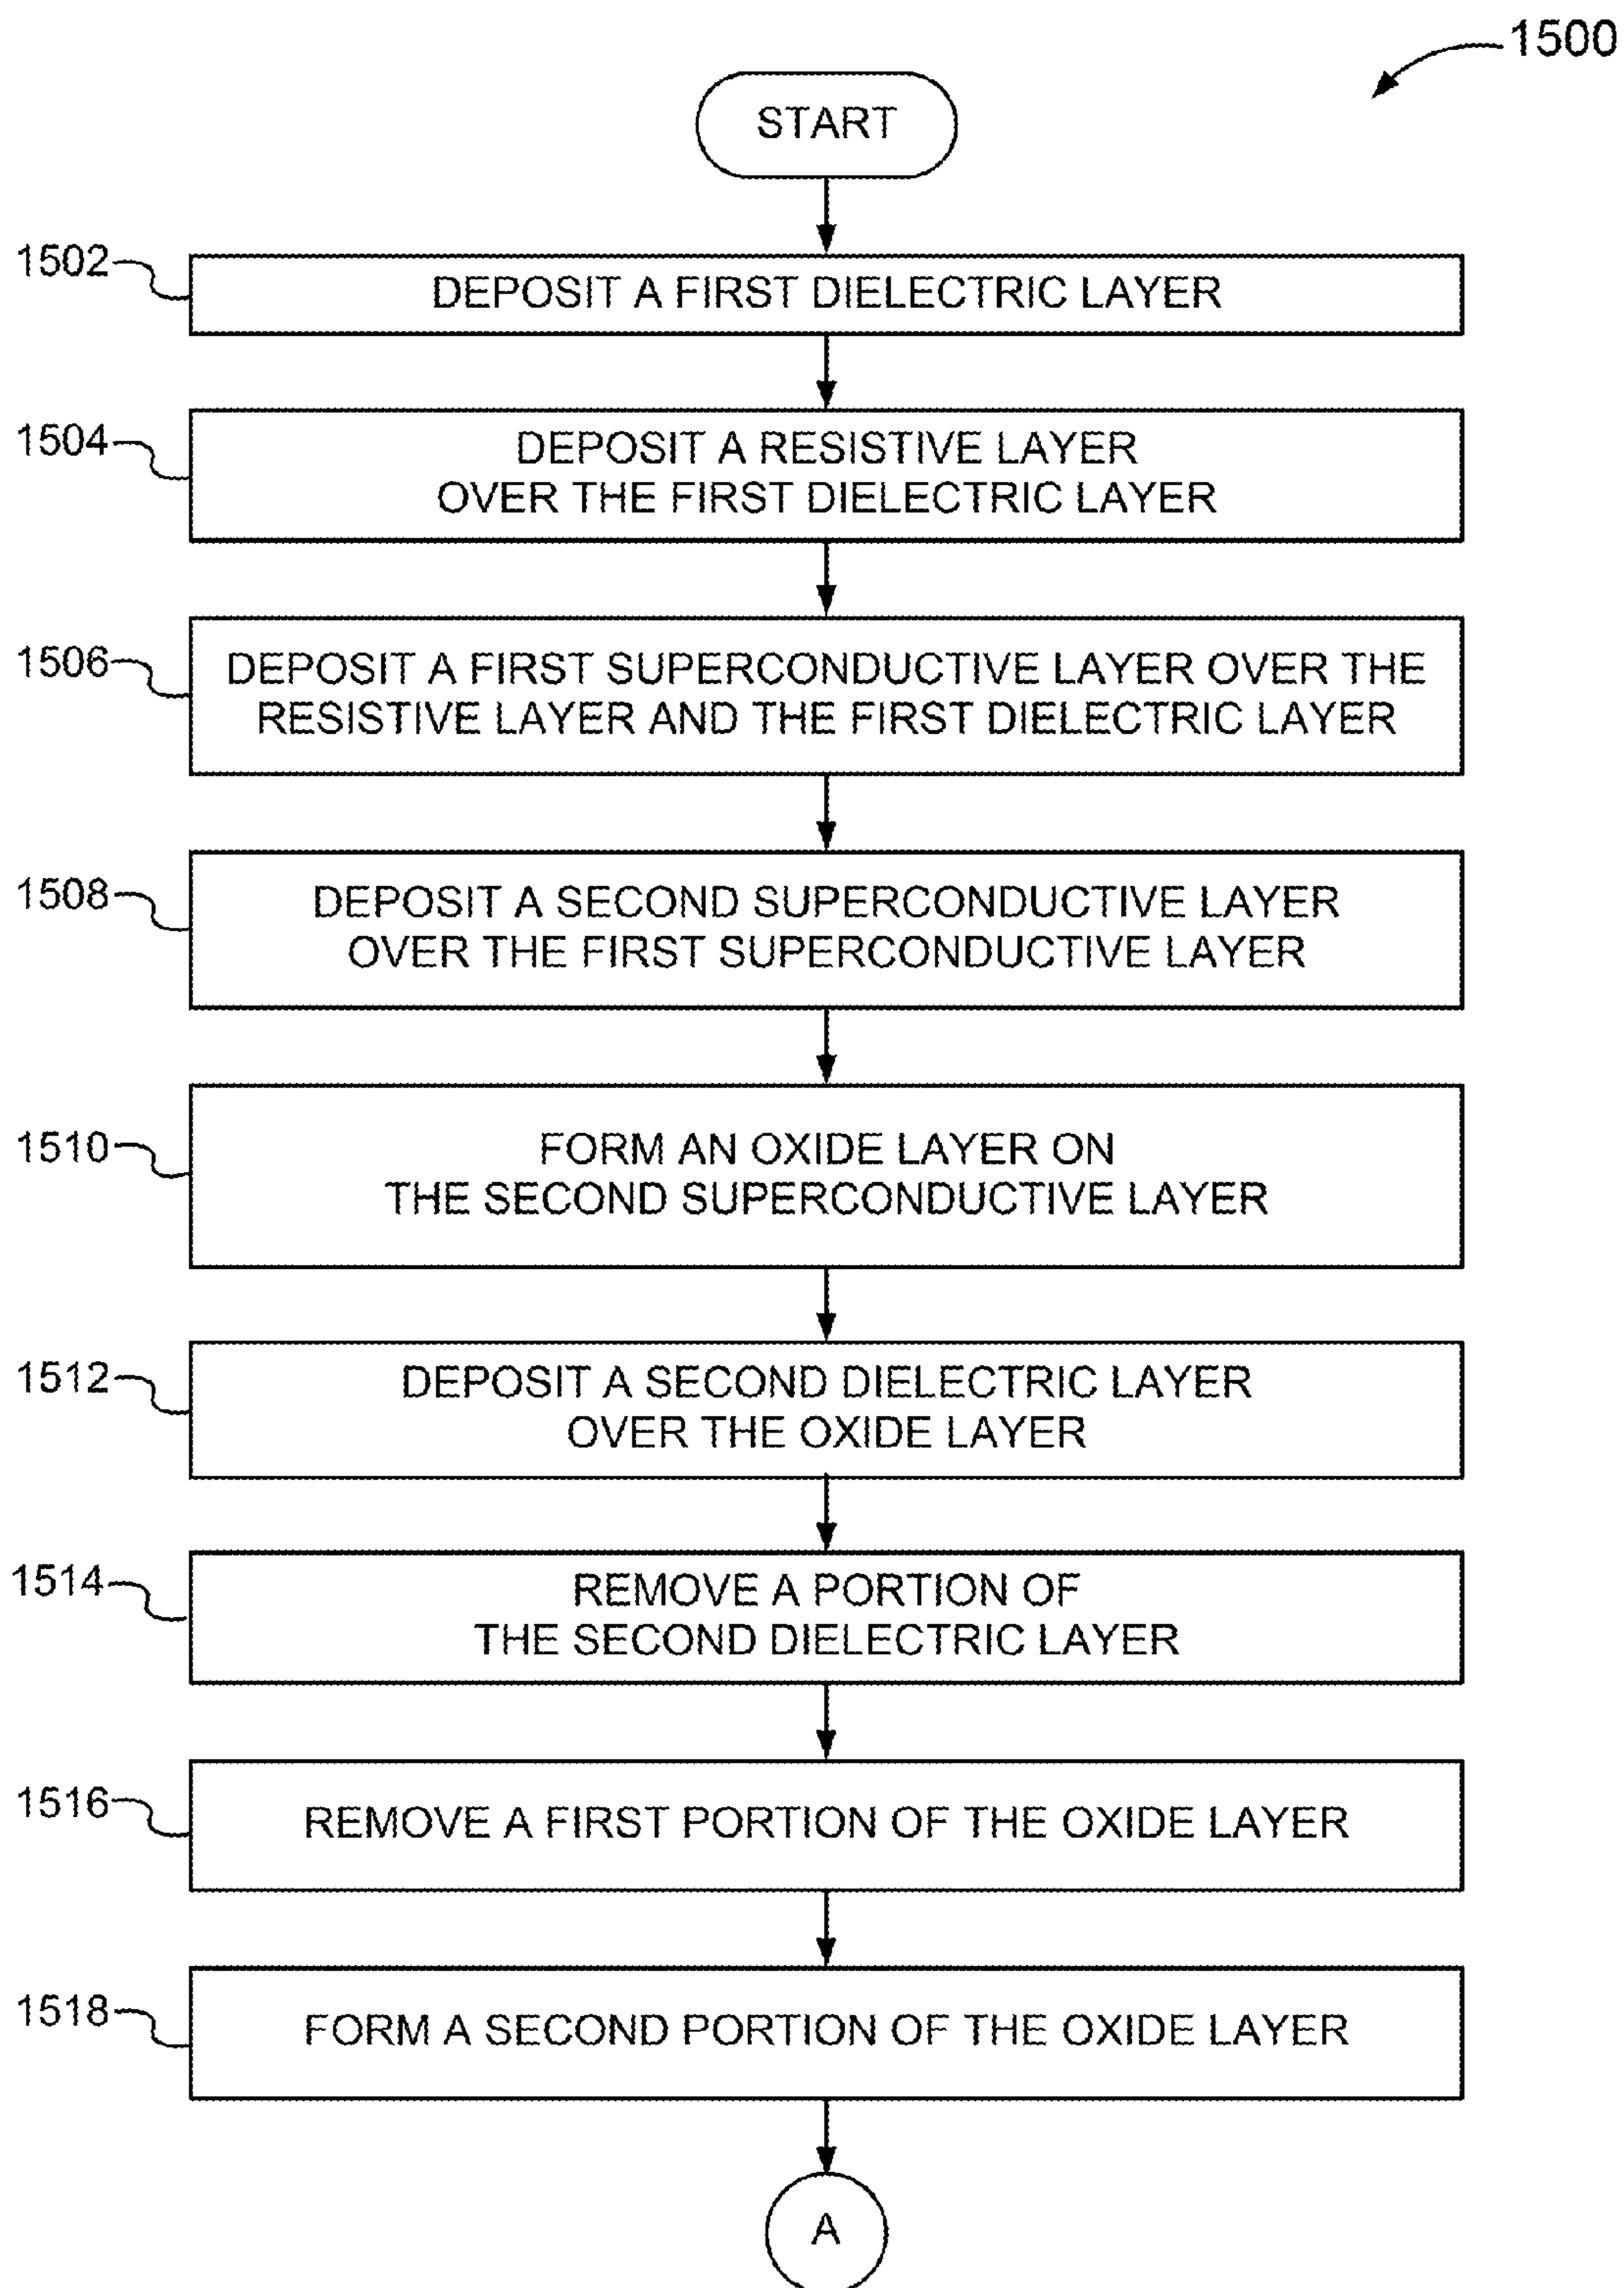 1500
START
1502
DEPOSIT A FIRST DIELECTRIC LAYER
1504
DEPOSIT A RESISTIVE LAYER
OVER THE FIRST DIELECTRIC LAYER
1506
DEPOSIT A FIRST SUPERCONDUCTIVE LAYER OVER THE
RESISTIVE LAYER AND THE FIRST DIELECTRIC LAYER
1508
DEPOSIT A SECOND SUPERCONDUCTIVE LAYER
OVER THE FIRST SUPERCONDUCTIVE LAYER
1510
FORM AN OXIDE LAYER ON
THE SECOND SUPERCONDUCTIVE LAYER
1512
DEPOSIT A SECOND DIELECTRIC LAYER
OVER THE OXIDE LAYER
1514
REMOVE A PORTION OF
THE SECOND DIELECTRIC LAYER
1516
REMOVE A FIRST PORTION OF THE OXIDE LAYER
1518
FORM A SECOND PORTION OF THE OXIDE LAYER
A